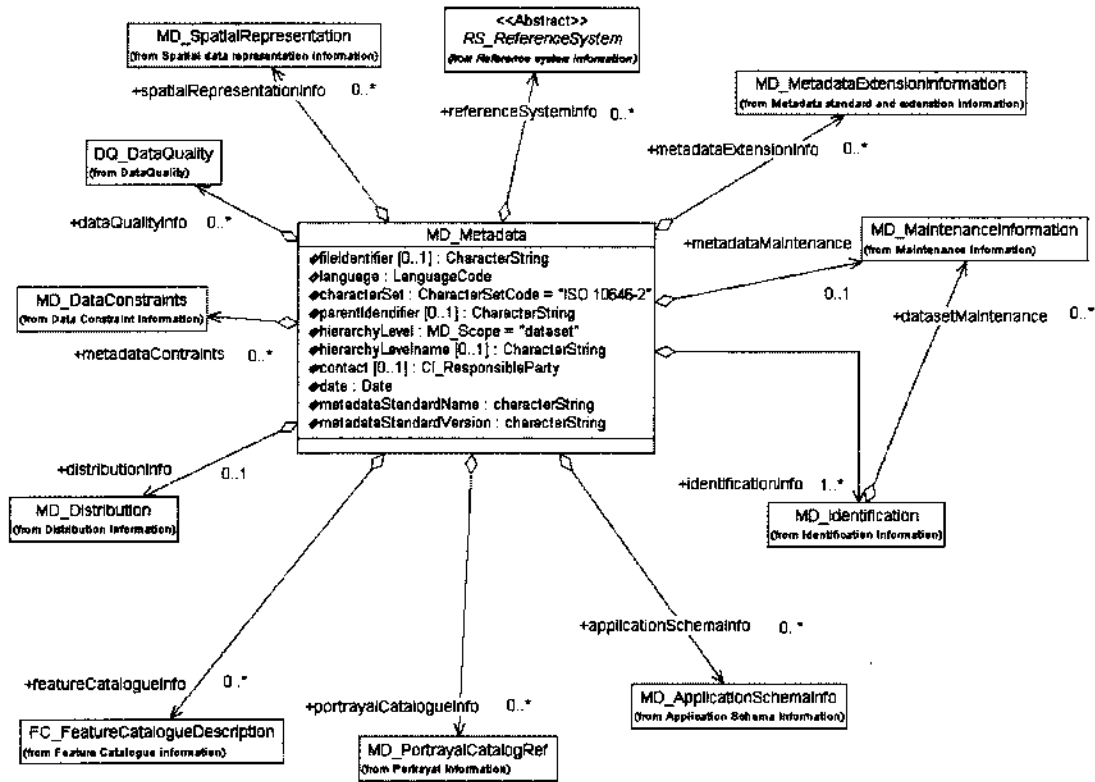 MD_SpatialRepresentation
(from Spatial data representation information)
<<Abstract>>
RS_ReferenceSystem
(from Reference system information)
MD_MetadataExtensionInformation
(from Metadata standard and extension information)
+spatialRepresentationInfo 0..*
+referenceSystemInfo 0..*
+metadataExtensionInfo 0..*
DQ_DataQuality
(from DataQuality)
+dataQualityInfo 0..*
MD_Metadata
fileIdentifier [0..1] : CharacterString
language : LanguageCode
characterSet : CharacterSetCode = "ISO 10646-2"
parentIdentifier [0..1] : CharacterString
hierarchyLevel : MD_Scope = "dataset"
hierarchyLevelname [0..1] : CharacterString
contact [0..1] : CI_ResponsibleParty
date : Date
metadataStandardName : characterString
metadataStandardVersion : characterString
MD_MaintenanceInformation
(from Maintenance information)
+metadataMaintenance
0..1
+datasetMaintenance 0..*
MD_DataConstraints
(from Data Constraint information)
+metadataContraints 0..*
+distributionInfo 0..1
MD_Distribution
(from Distribution Information)
+identificationInfo 1..*
MD_Identification
(from Identification Information)
+applicationSchemaInfo 0..*
+featureCatalogueInfo 0..*
+portrayalCatalogueInfo 0..*
MD_ApplicationSchemaInfo
(from Application Schema Information)
FC_FeatureCatalogueDescription
(from Feature Catalogue information)
MD_PortrayalCatalogRef
(from Portrayal Information)